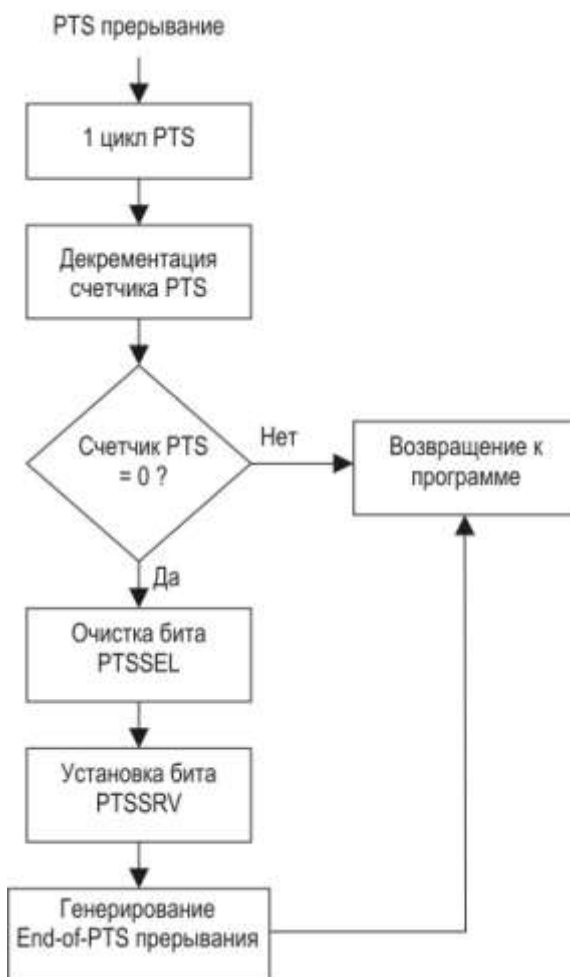 PTS прерывание
1 цикл PTS
Декрементация
счетчика PTS
Счетчик PTS
= 0 ?
Нет
Возвращение к
программе
Да
Очистка бита
PTSSEL
Установка бита
PTSSRV
Генерирование
End-of-PTS прерывания